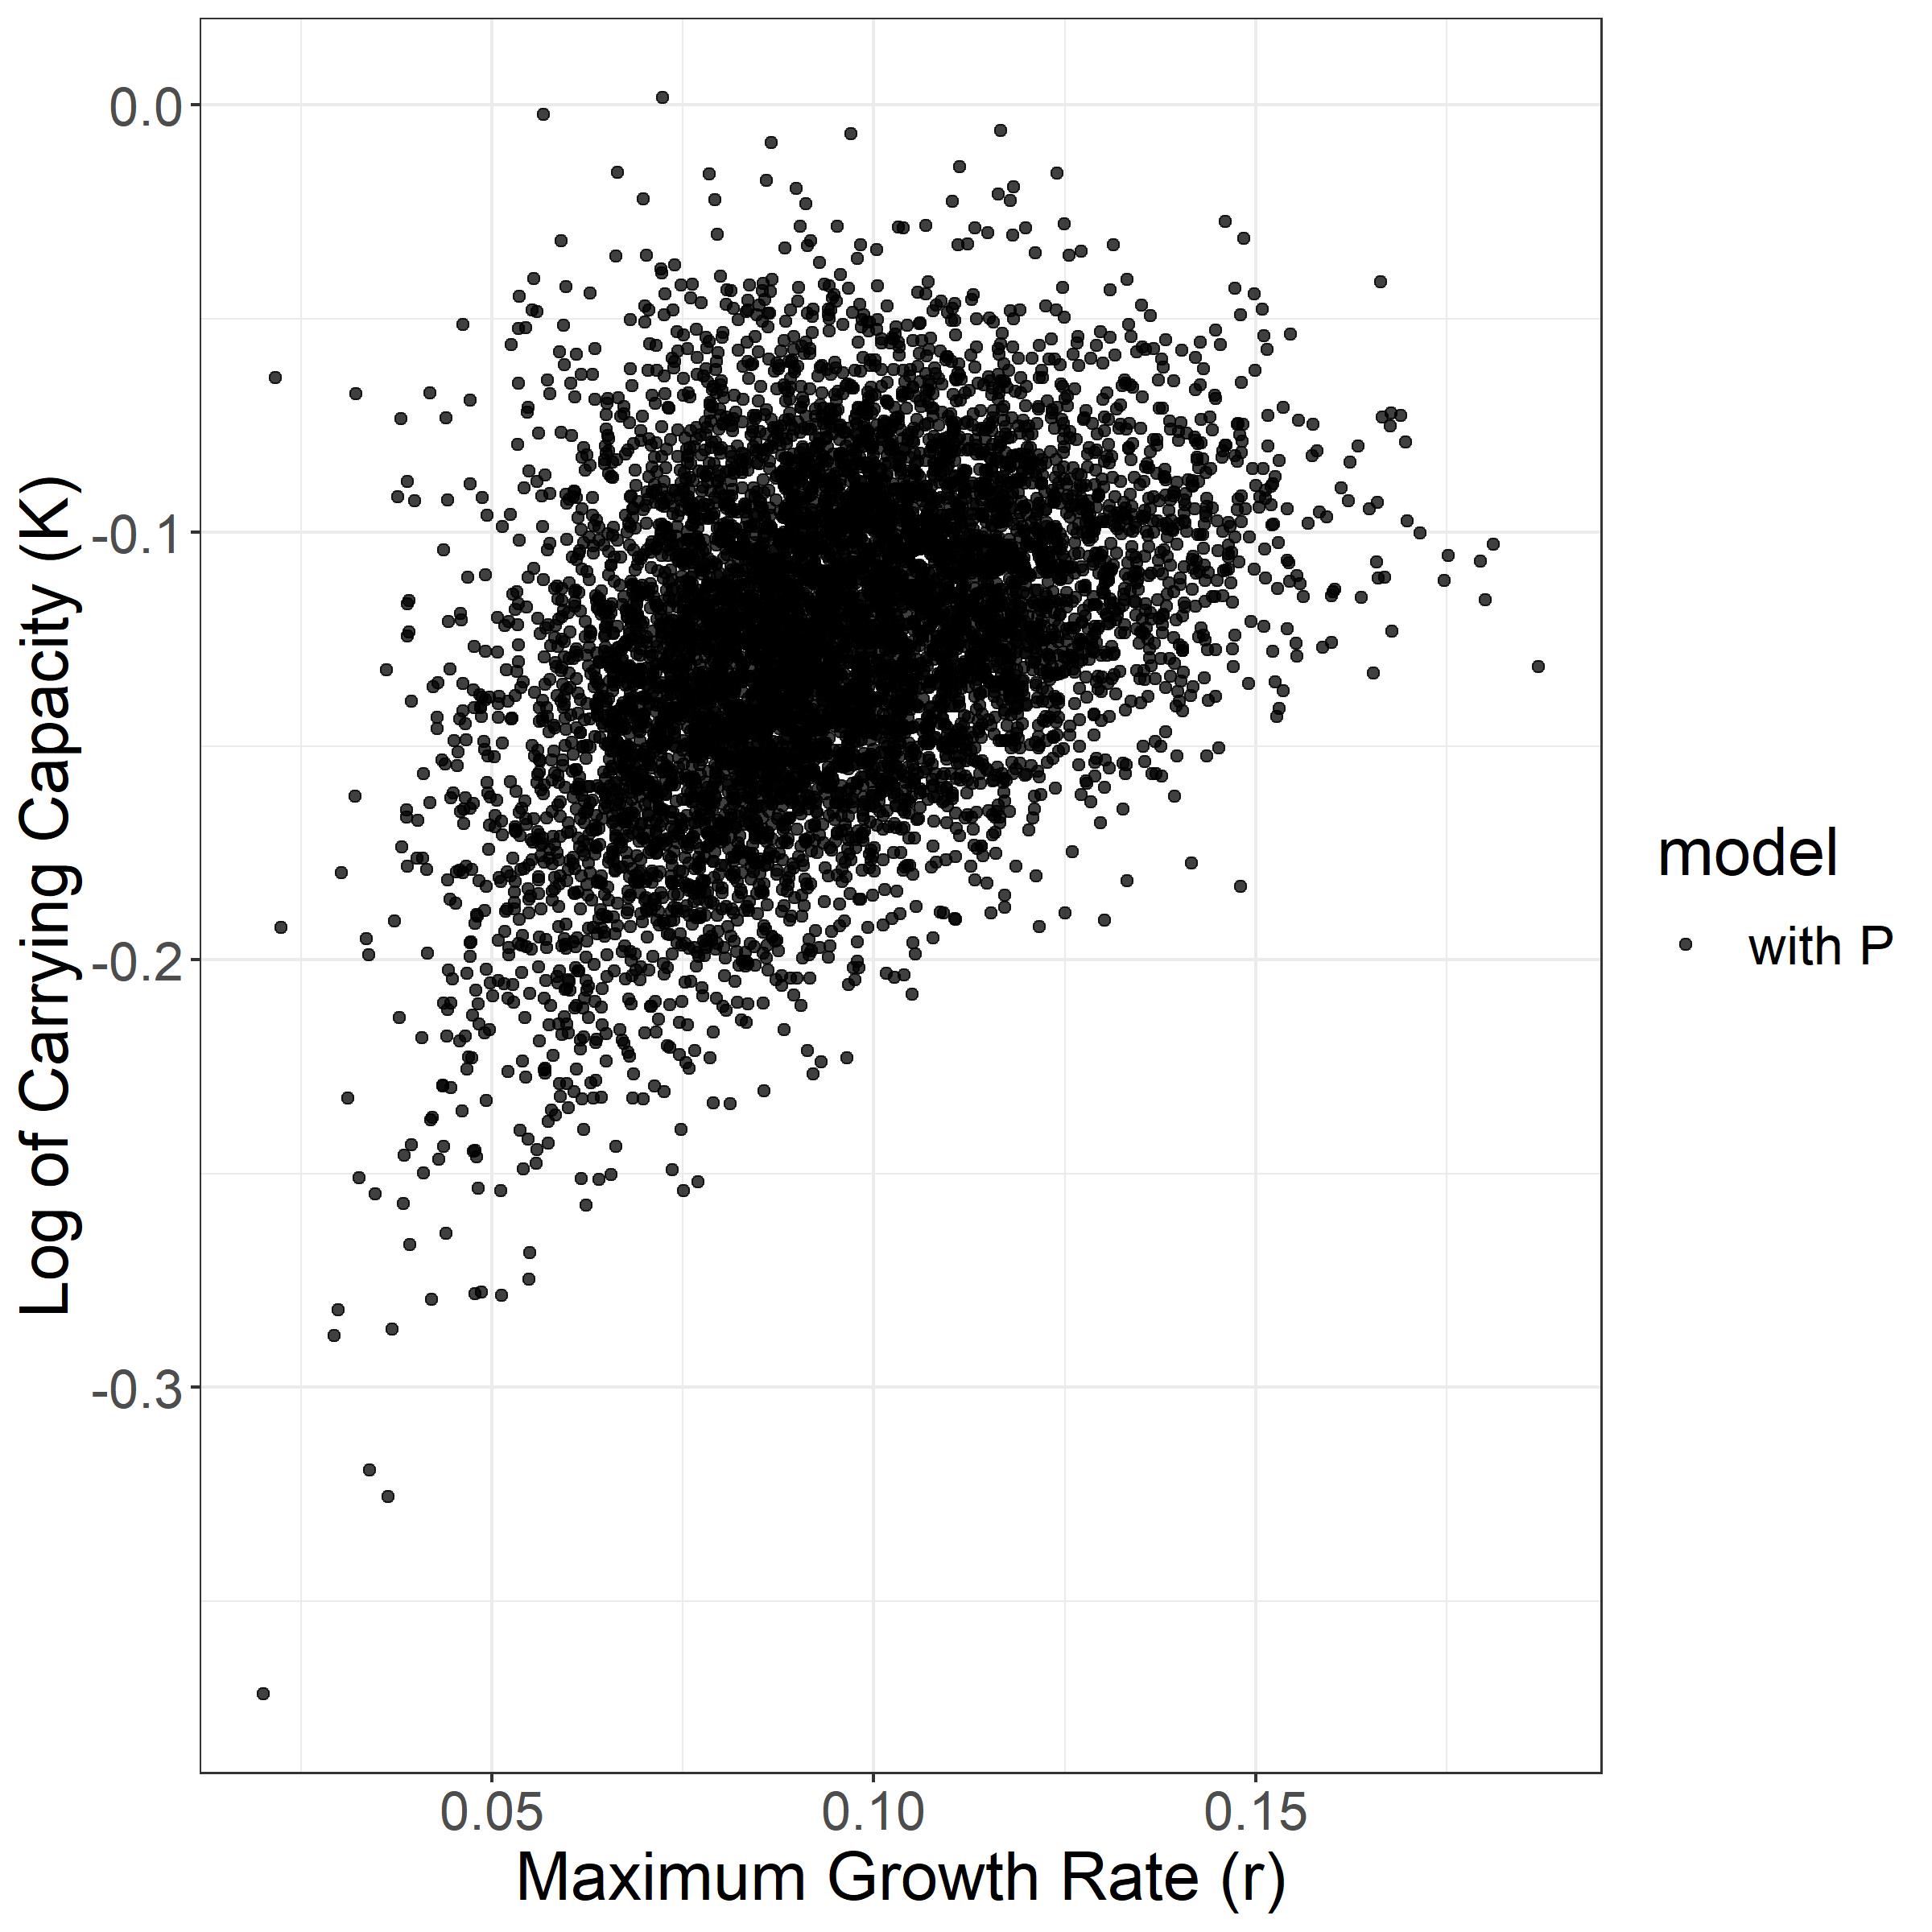 Log of Carrying Capacity (K)
0.0
-0.1
-0.2
-0.3
0.05
0.10
0.15
Maximum Growth Rate (r)
model
with P